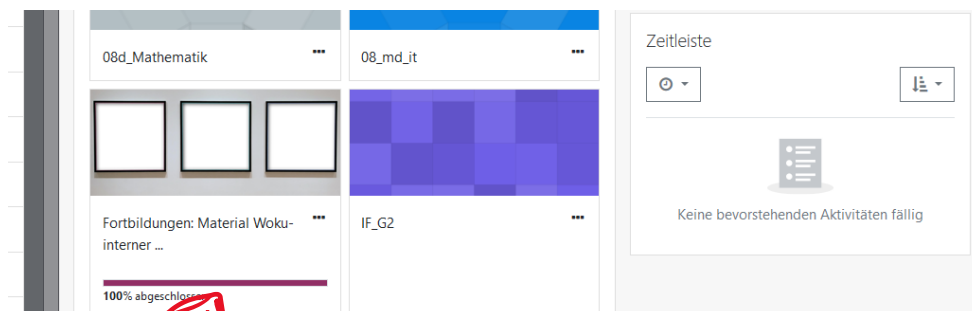 08d_Mathematik
08_md_it
Fortbildungen: Material Woku-
interner ...
IF_G2
100% abgeschlossen
Zeitleiste
Keine bevorstehenden Aktivitäten fällig